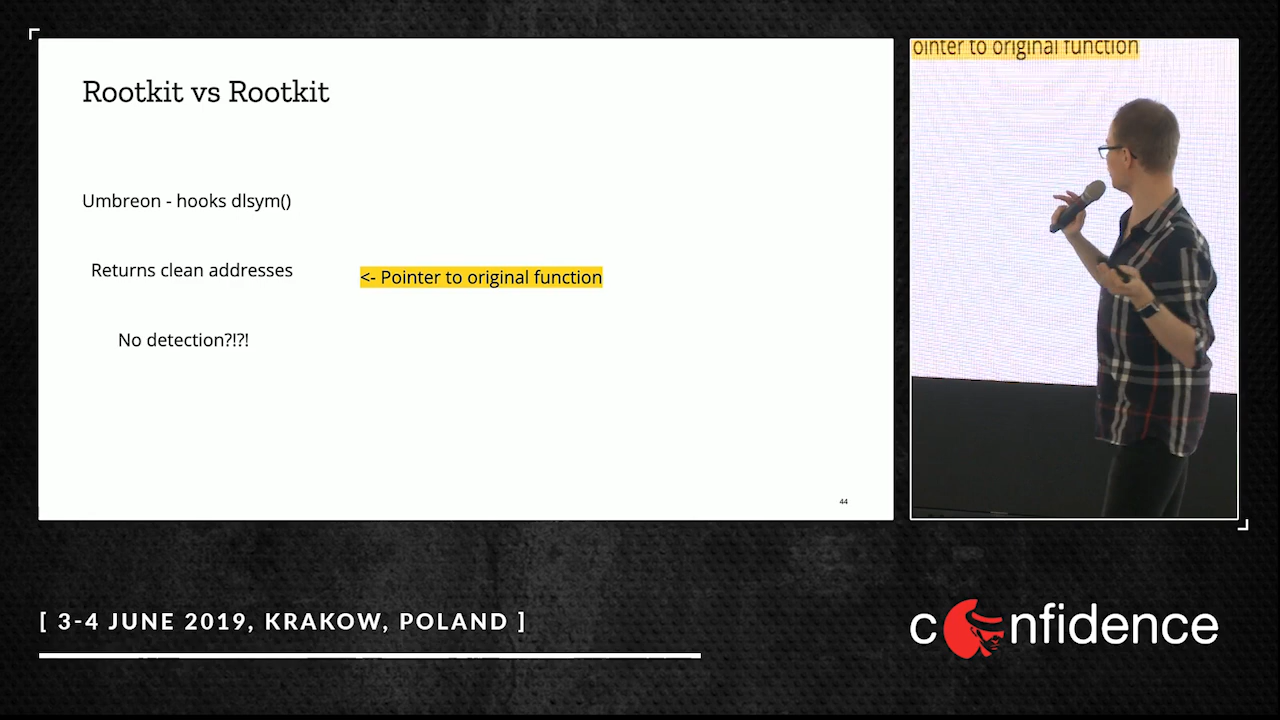 Rootkit vs Rootkit
Umbreon - hooks dlsym()
Returns clean addresses
<- Pointer to original function
No detection?!?!
44
ointer to original function
[ 3-4 JUNE 2019, KRAKOW, POLAND ]
confidence